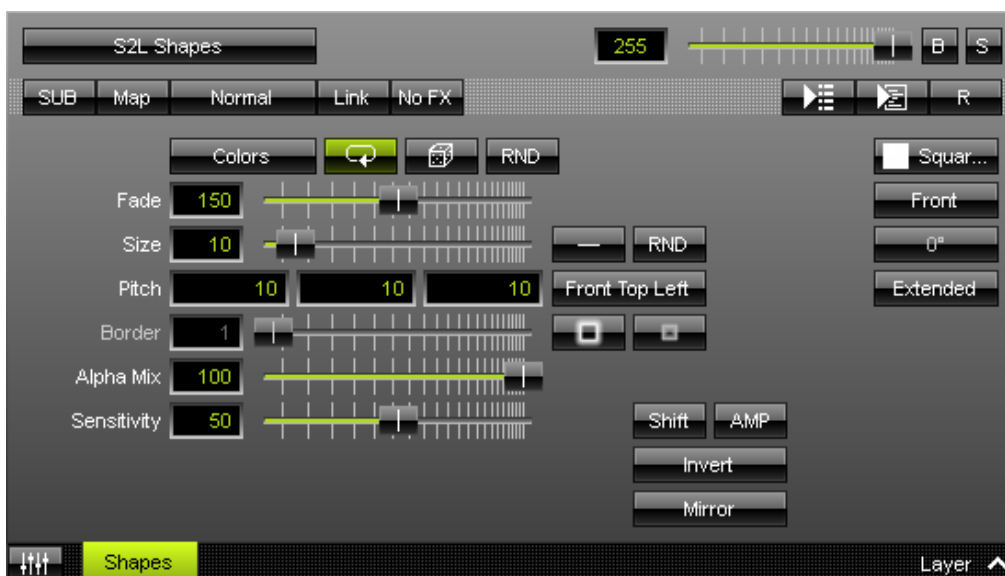 S2L Shapes 255 B S
SUB Map Normal Link No FX R
Colors RND Squar...
Fade 150 Front
Size 10 RND 0°
Pitch 10 10 10 Front Top Left Extended
Border 1
Alpha Mix 100
Sensitivity 50 Shift AMP
Invert
Mirror
Shapes Layer